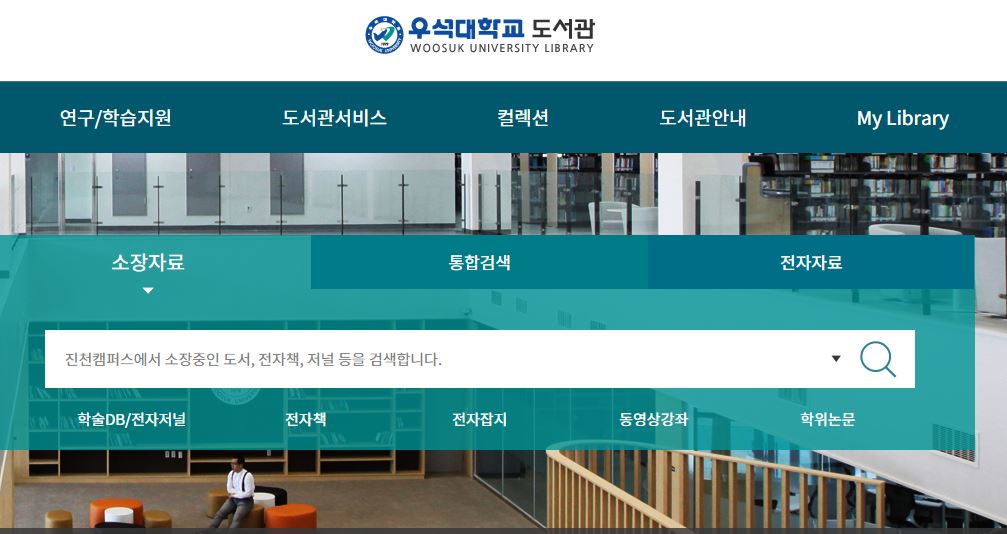 우석대학교 도서관
WOOSUK UNIVERSITY LIBRARY
연구/학습지원 도서관서비스 컬렉션 도서관안내 My Library
소장자료 통합검색 전자자료
진천캠퍼스에서 소장중인 도서, 전자책, 저널 등을 검색합니다.
학술DB/전자저널 전자책 전자잡지 동영상강좌 학위논문